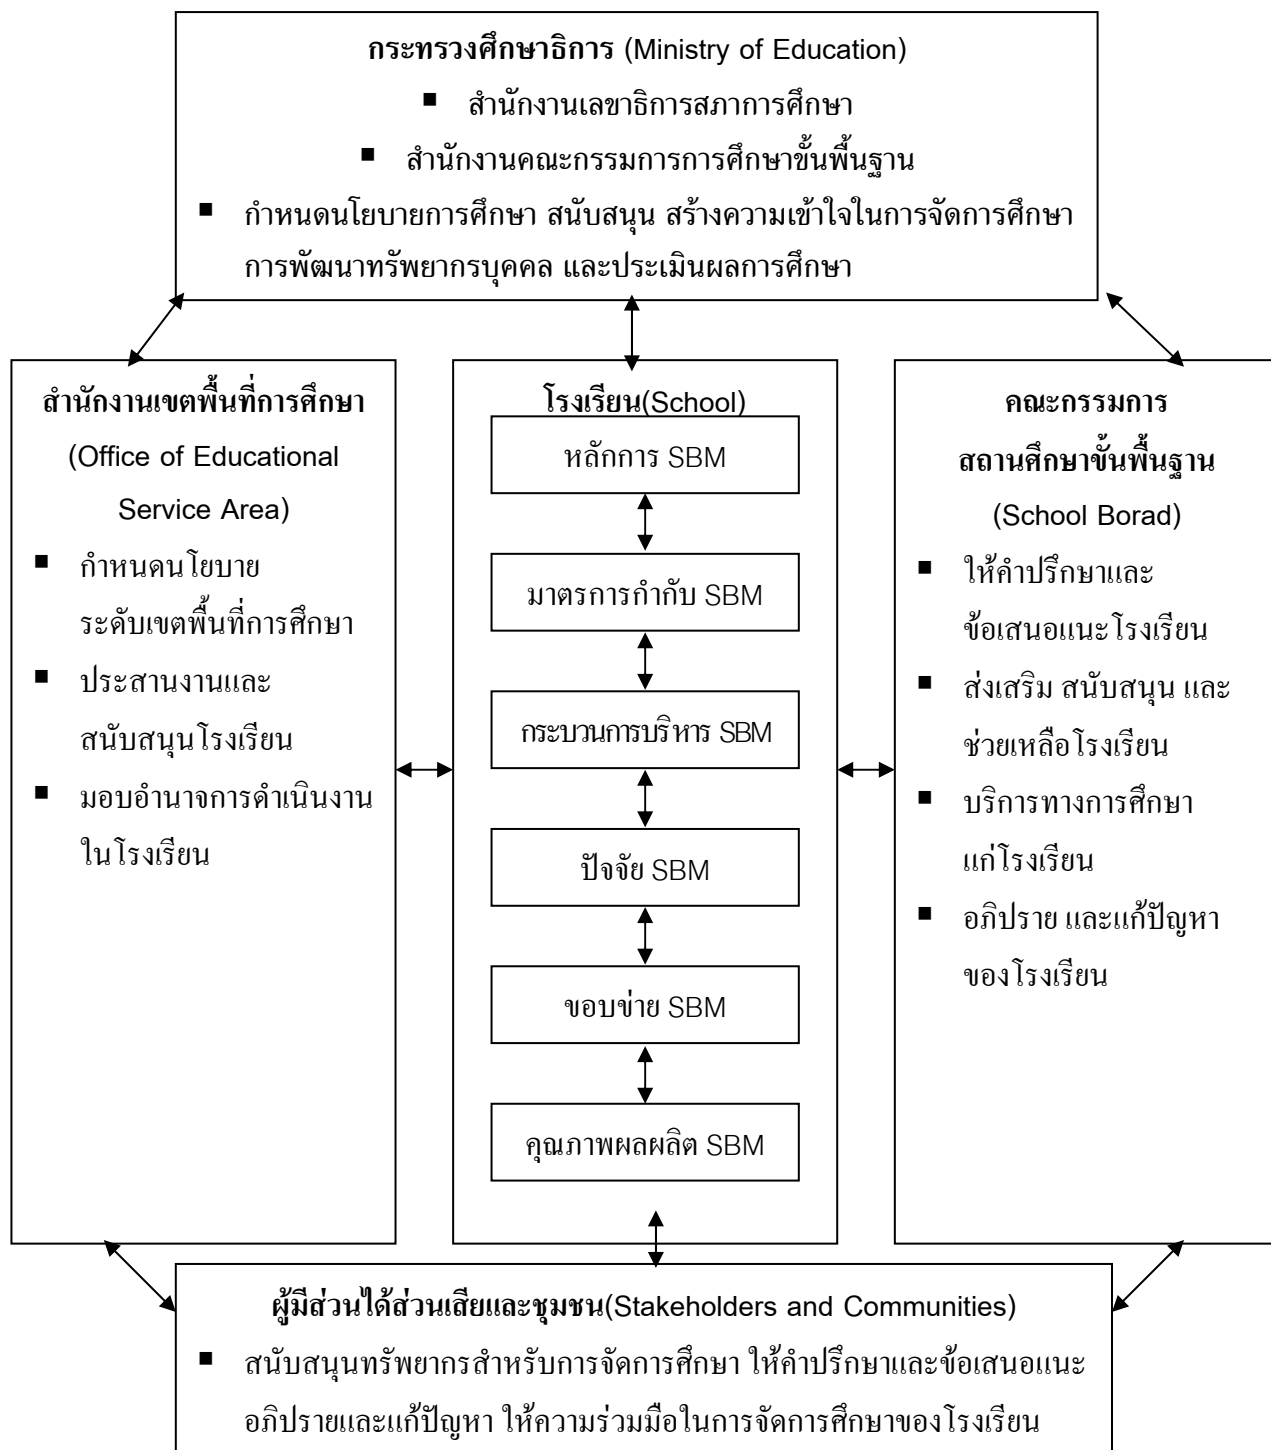 กระทรวงศึกษาธิการ (Ministry of Education)
■ สำนักงานเลขาธิการสภาการศึกษา
■ สำนักงานคณะกรรมการการศึกษาขั้นพื้นฐาน
■ กำหนดนโยบายการศึกษา สนับสนุน สร้างความเข้าใจในการจัดการศึกษา
การพัฒนาทรัพยากรบุคคล และประเมินผลการศึกษา
สำนักงานเขตพื้นที่การศึกษา
(Office of Educational
Service Area)
■ กำหนดนโยบาย
ระดับเขตพื้นที่การศึกษา
■ ประสานงานและ
สนับสนุนโรงเรียน
■ มอบอำนาจการดำเนินงาน
ในโรงเรียน
โรงเรียน(School)
หลักการ SBM
มาตรการกำกับ SBM
กระบวนการบริหาร SBM
ปัจจัย SBM
ขอบข่าย SBM
คุณภาพผลผลิต SBM
คณะกรรมการ
สถานศึกษาขั้นพื้นฐาน
(School Borad)
■ ให้คำปรึกษาและ
ข้อเสนอแนะโรงเรียน
■ ส่งเสริม สนับสนุน และ
ช่วยเหลือโรงเรียน
■ บริการทางการศึกษา
แก่โรงเรียน
■ อภิปราย และแก้ปัญหา
ของโรงเรียน
ผู้มีส่วนได้ส่วนเสียและชุมชน(Stakeholders and Communities)
■ สนับสนุนทรัพยากรสำหรับการจัดการศึกษา ให้คำปรึกษาและข้อเสนอแนะ
อภิปรายและแก้ปัญหา ให้ความร่วมมือในการจัดการศึกษาของโรงเรียน